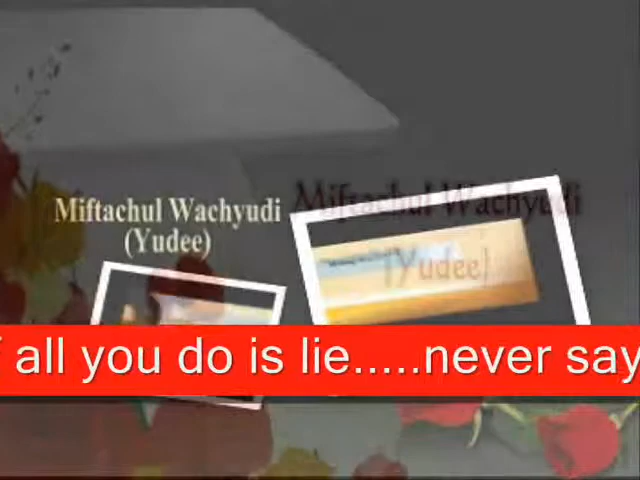 Miftachul Wachyudi
(Yudee)
Miftachul Wachyudi
(Yudee)
all you do is lie.....never say